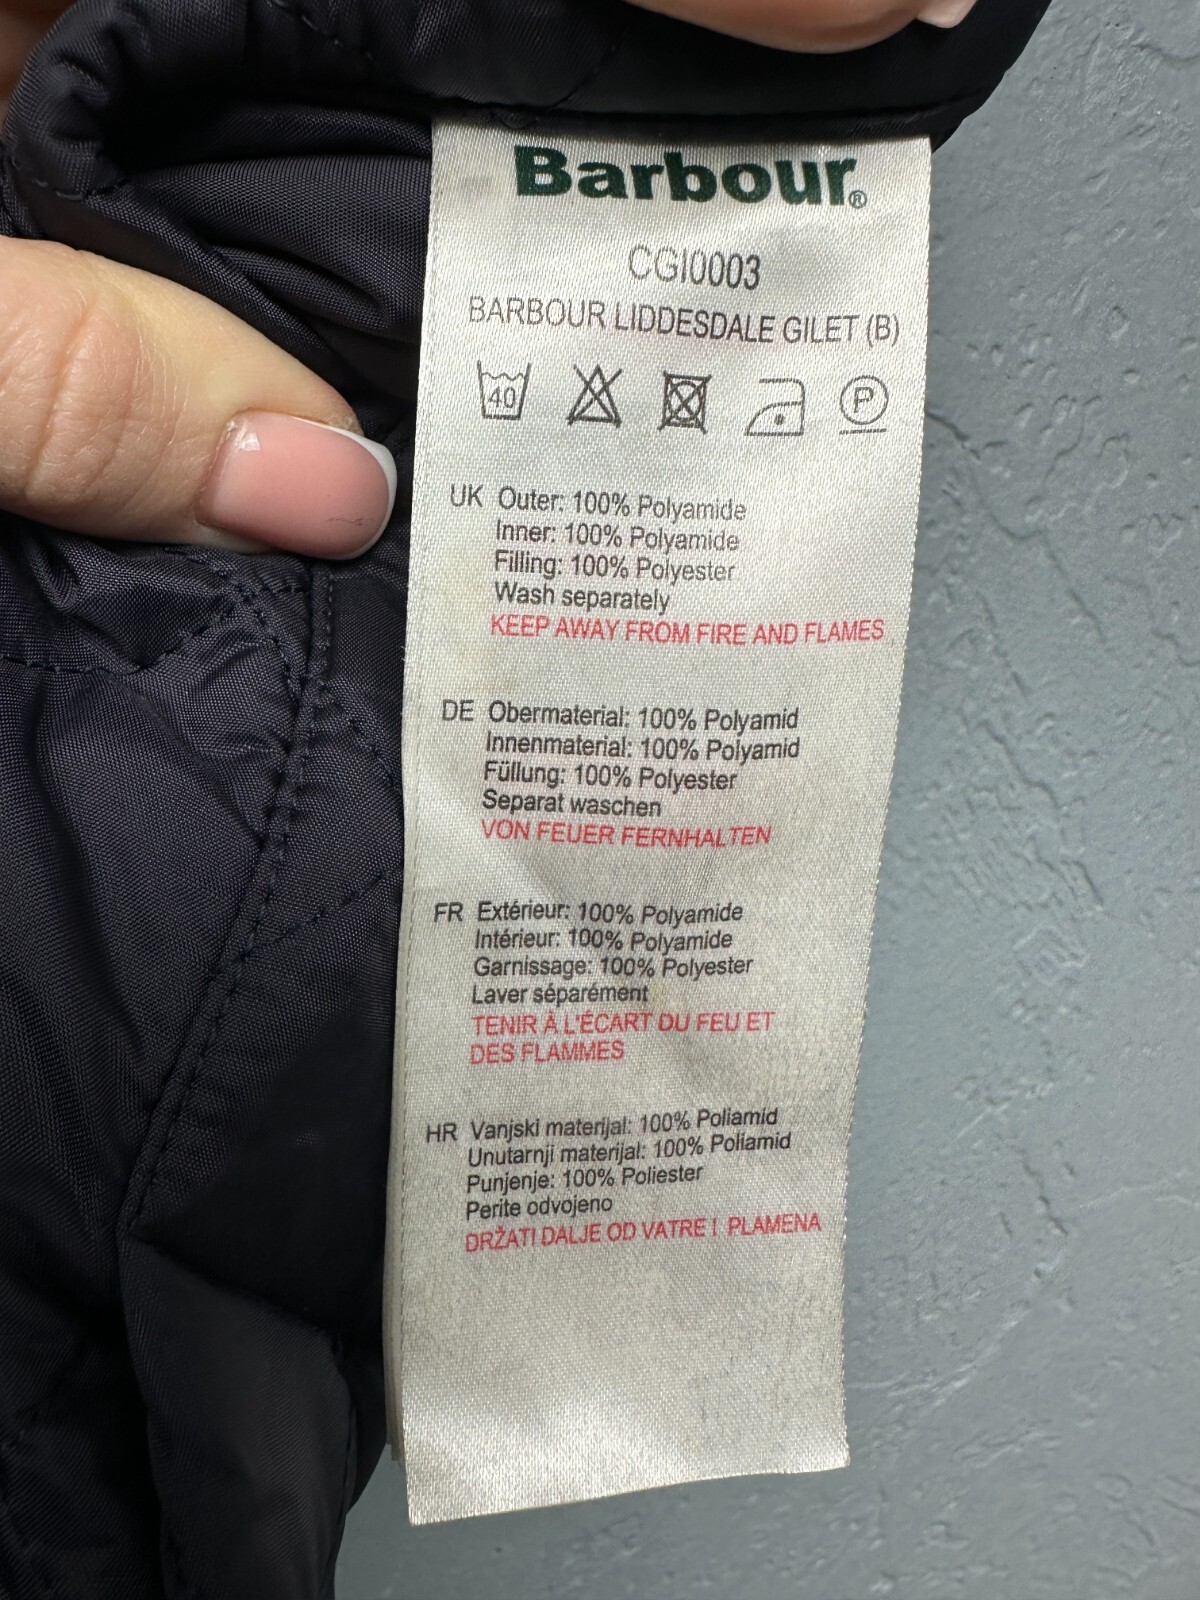 Barbour®
CGI0003
BARBOUR LIDDESDALE GILET (B)
40 P
UK Outer: 100% Polyamide
Inner: 100% Polyamide
Filling: 100% Polyester
Wash separately
KEEP AWAY FROM FIRE AND FLAMES
DE Obermaterial: 100% Polyamid
Innenmaterial: 100% Polyamid
Füllung: 100% Polyester
Separat waschen
VON FEUER FERNHALTEN
FR Extérieur: 100% Polyamide
Intérieur: 100% Polyamide
Garnissage: 100% Polyester
Laver séparément
TENIR À L'ÉCART DU FEU ET
DES FLAMMES
HR Vanjski materijal: 100% Poliamid
Unutarnji materijal: 100% Poliamid
Punjenje: 100% Poliester
Perite odvojeno
DRŽATI DALJE OD VATRE I PLAMENA